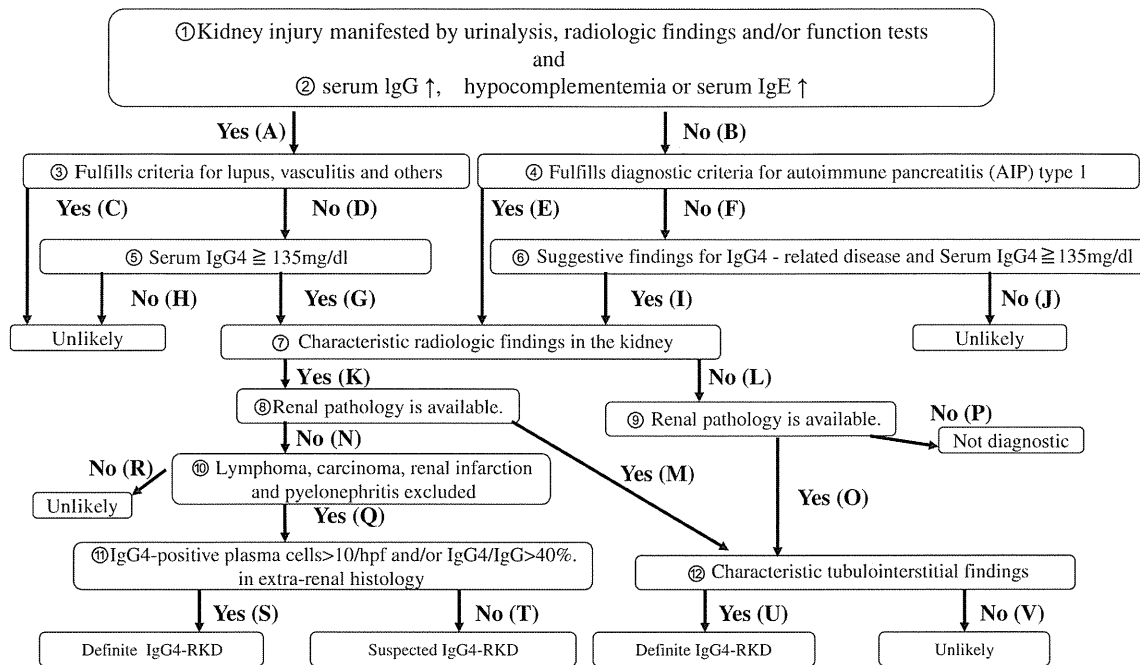 ①Kidney injury manifested by urinalysis, radiologic findings and/or function tests
and
② serum lgG ↑, hypocomplementemia or serum IgE ↑
Yes (A)
No (B)
③ Fulfills criteria for lupus, vasculitis and others
④ Fulfills diagnostic criteria for autoimmune pancreatitis (AIP) type 1
Yes (C)
No (D)
Yes (E)
No (F)
⑤ Serum IgG4 ≧ 135mg/dl
⑥ Suggestive findings for IgG4 - related disease and Serum IgG4≧135mg/dl
No (H)
Yes (G)
Yes (I)
No (J)
Unlikely
⑦ Characteristic radiologic findings in the kidney
Unlikely
Yes (K)
No (L)
⑧Renal pathology is available.
⑨ Renal pathology is available.
No (P)
Not diagnostic
No (N)
Yes (M)
No (R)
⑩ Lymphoma, carcinoma, renal infarction
and pyelonephritis excluded
Unlikely
Yes (O)
Yes (Q)
⑪IgG4-positive plasma cells>10/hpf and/or IgG4/IgG>40%.
in extra-renal histology
⑫ Characteristic tubulointerstitial findings
Yes (S)
No (T)
Yes (U)
No (V)
Definite IgG4-RKD
Suspected IgG4-RKD
Definite IgG4-RKD
Unlikely